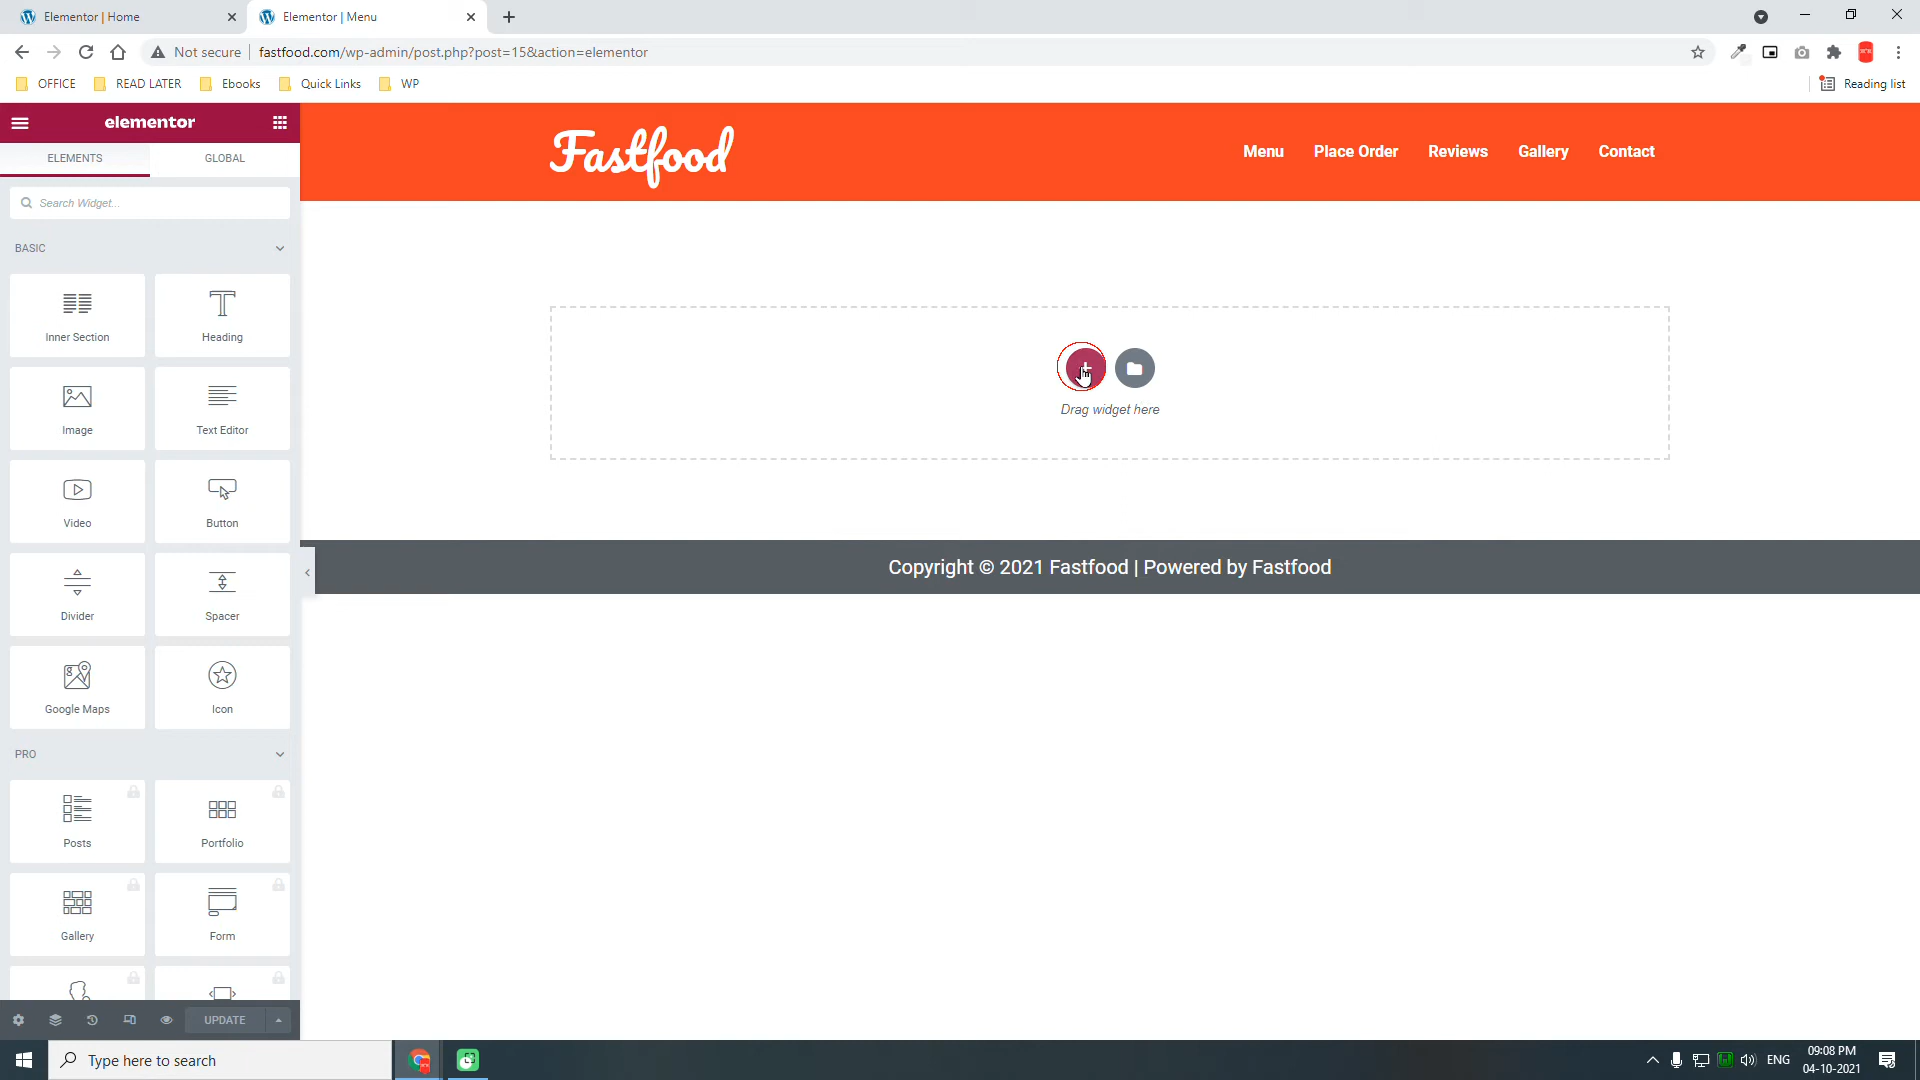 Elementor | Home
Elementor | Menu
Not secure
fastfood.com/wp-admin/post.php?post=15&action=elementor
OFFICE
READ LATER
Ebooks
Quick Links
WP
Reading list
elementor
ELEMENTS
GLOBAL
Search Widget...
BASIC
Inner Section
Heading
Image
Text Editor
Video
Button
Divider
Spacer
Google Maps
Icon
PRO
Posts
Portfolio
Gallery
Form
UPDATE
Fastfood
Menu
Place Order
Reviews
Gallery
Contact
Drag widget here
Copyright © 2021 Fastfood | Powered by Fastfood
Type here to search
ENG
09:08 PM
04-10-2021